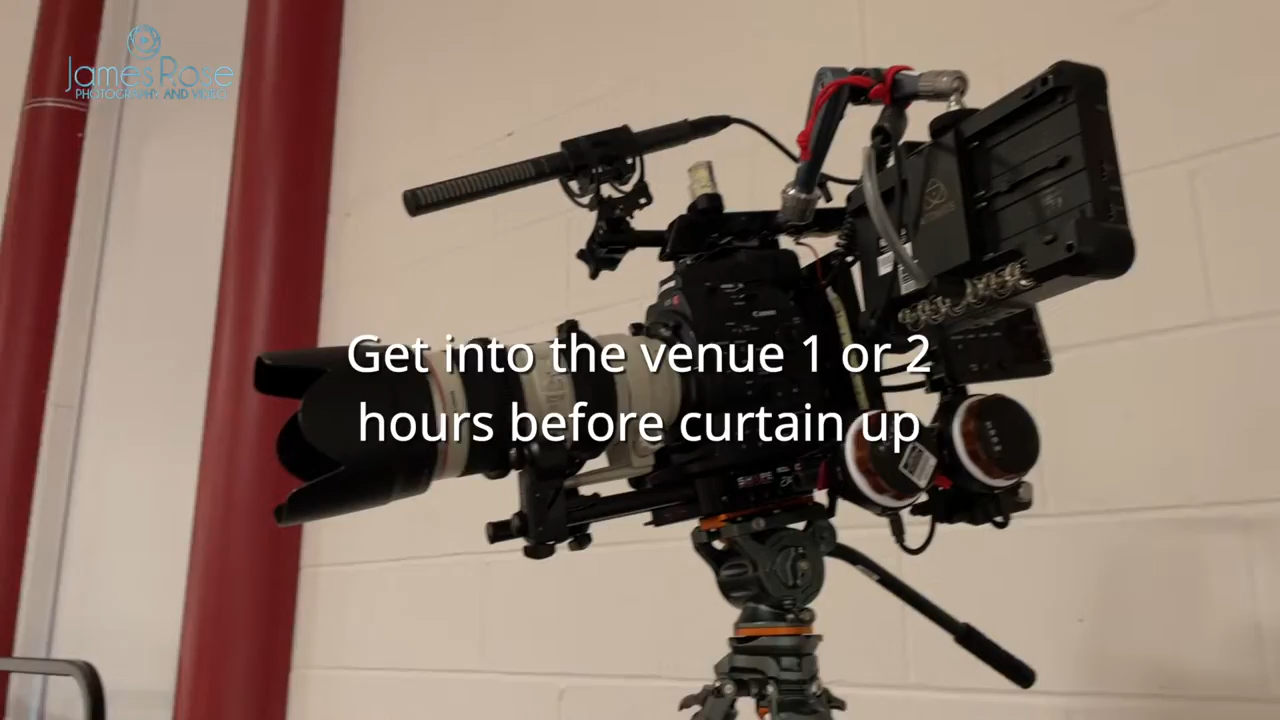 James Rose
PHOTOGRAPHY AND VIDEO
Canon
Get into the venue 1 or 2
hours before curtain up